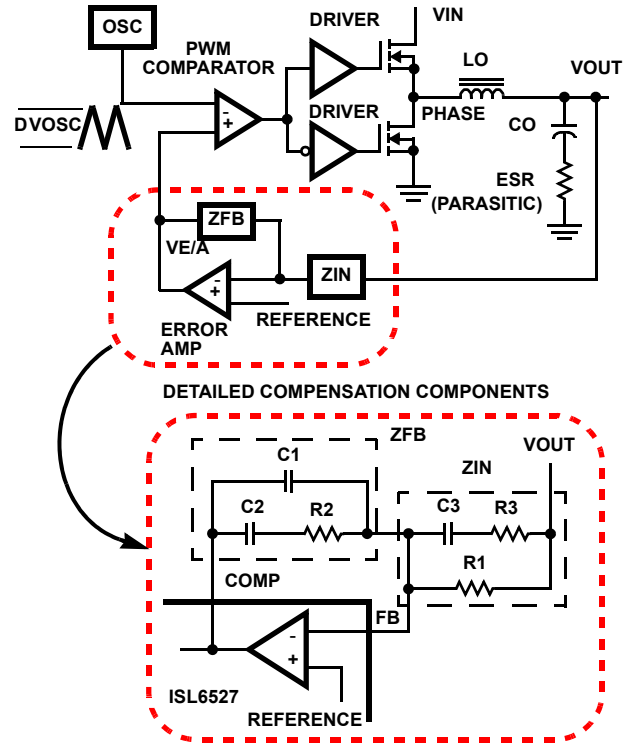 OSC
DRIVER
VIN
PWM
COMPARATOR
LO
VOUT
DVOSC
-
+
DRIVER
PHASE
CO
ESR
(PARASITIC)
ZFB
VE/A
ZIN
-
+
REFERENCE
ERROR
AMP
DETAILED COMPENSATION COMPONENTS
ZFB
VOUT
C1
ZIN
C2
R2
C3
R3
R1
COMP
FB
-
+
ISL6527
REFERENCE